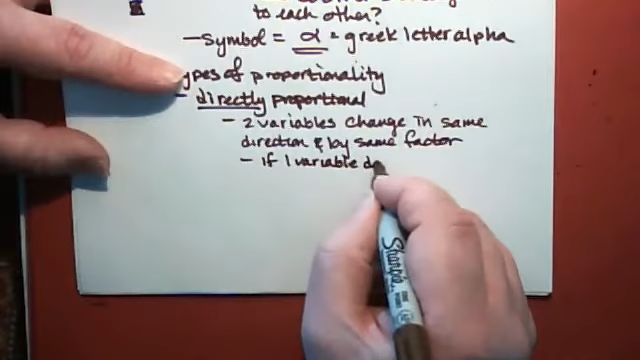 to each other?
- Symbol = α = greek letter alpha
ypes of proportionality
- directly proportional
- 2 variables change in same
direction & by same factor
- if 1 variable do
Sharpie